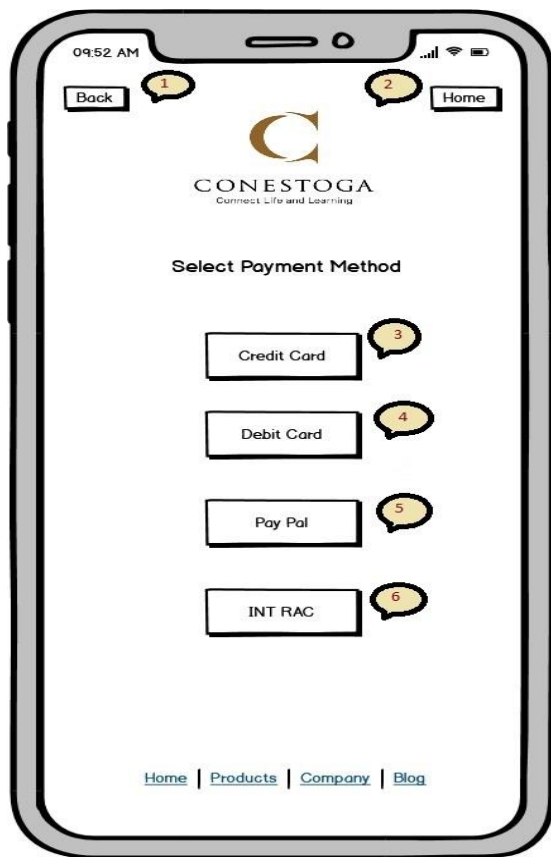 09:52 AM
Back 1 2 Home
C
CONESTOGA
Connect Life and Learning
Select Payment Method
Credit Card 3
Debit Card 4
Pay Pal 5
INT RAC 6
Home | Products | Company | Blog